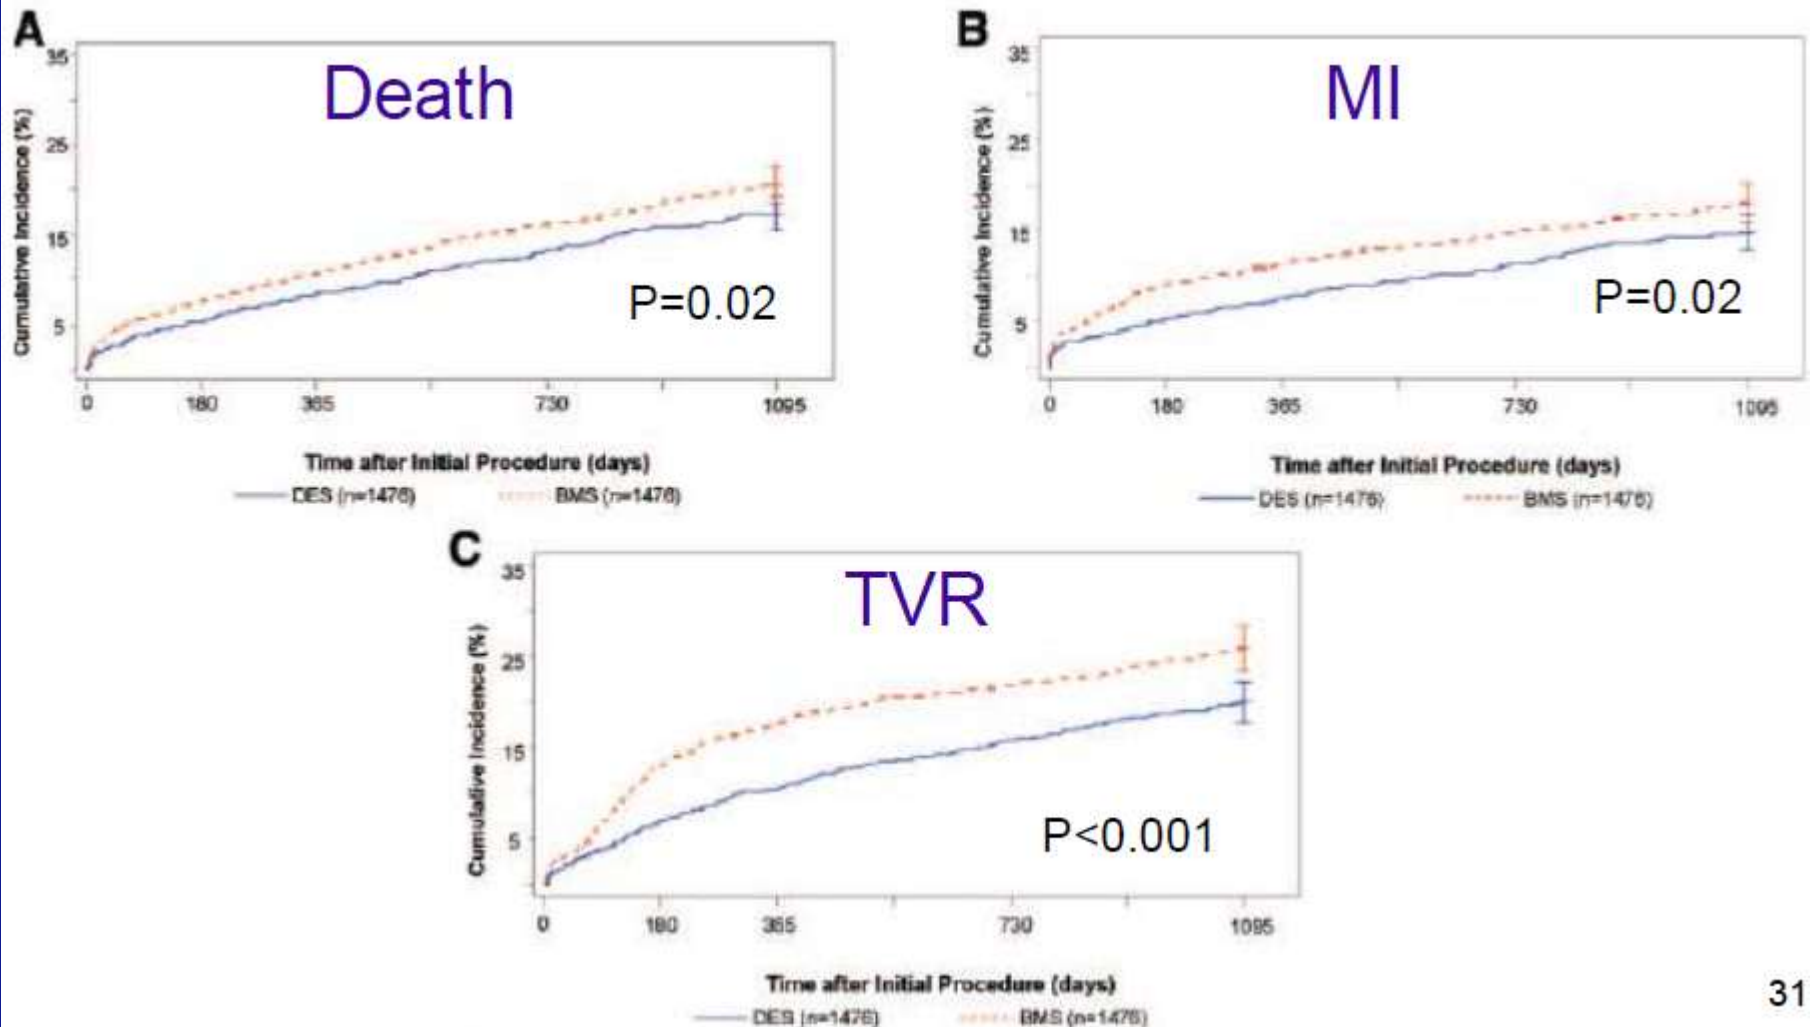 A
Death
Cumulative Incidence (%)
35
25
15
5
P=0.02
0 180 365 730 1095
Time after Initial Procedure (days)
DES (n=1476) BMS (n=1476)
B
MI
Cumulative Incidence (%)
35
25
15
5
P=0.02
0 180 365 730 1095
Time after Initial Procedure (days)
DES (n=1476) BMS (n=1476)
C
TVR
Cumulative Incidence (%)
35
25
15
5
P<0.001
0 180 365 730 1095
Time after Initial Procedure (days)
DES (n=1476) BMS (n=1476)
31